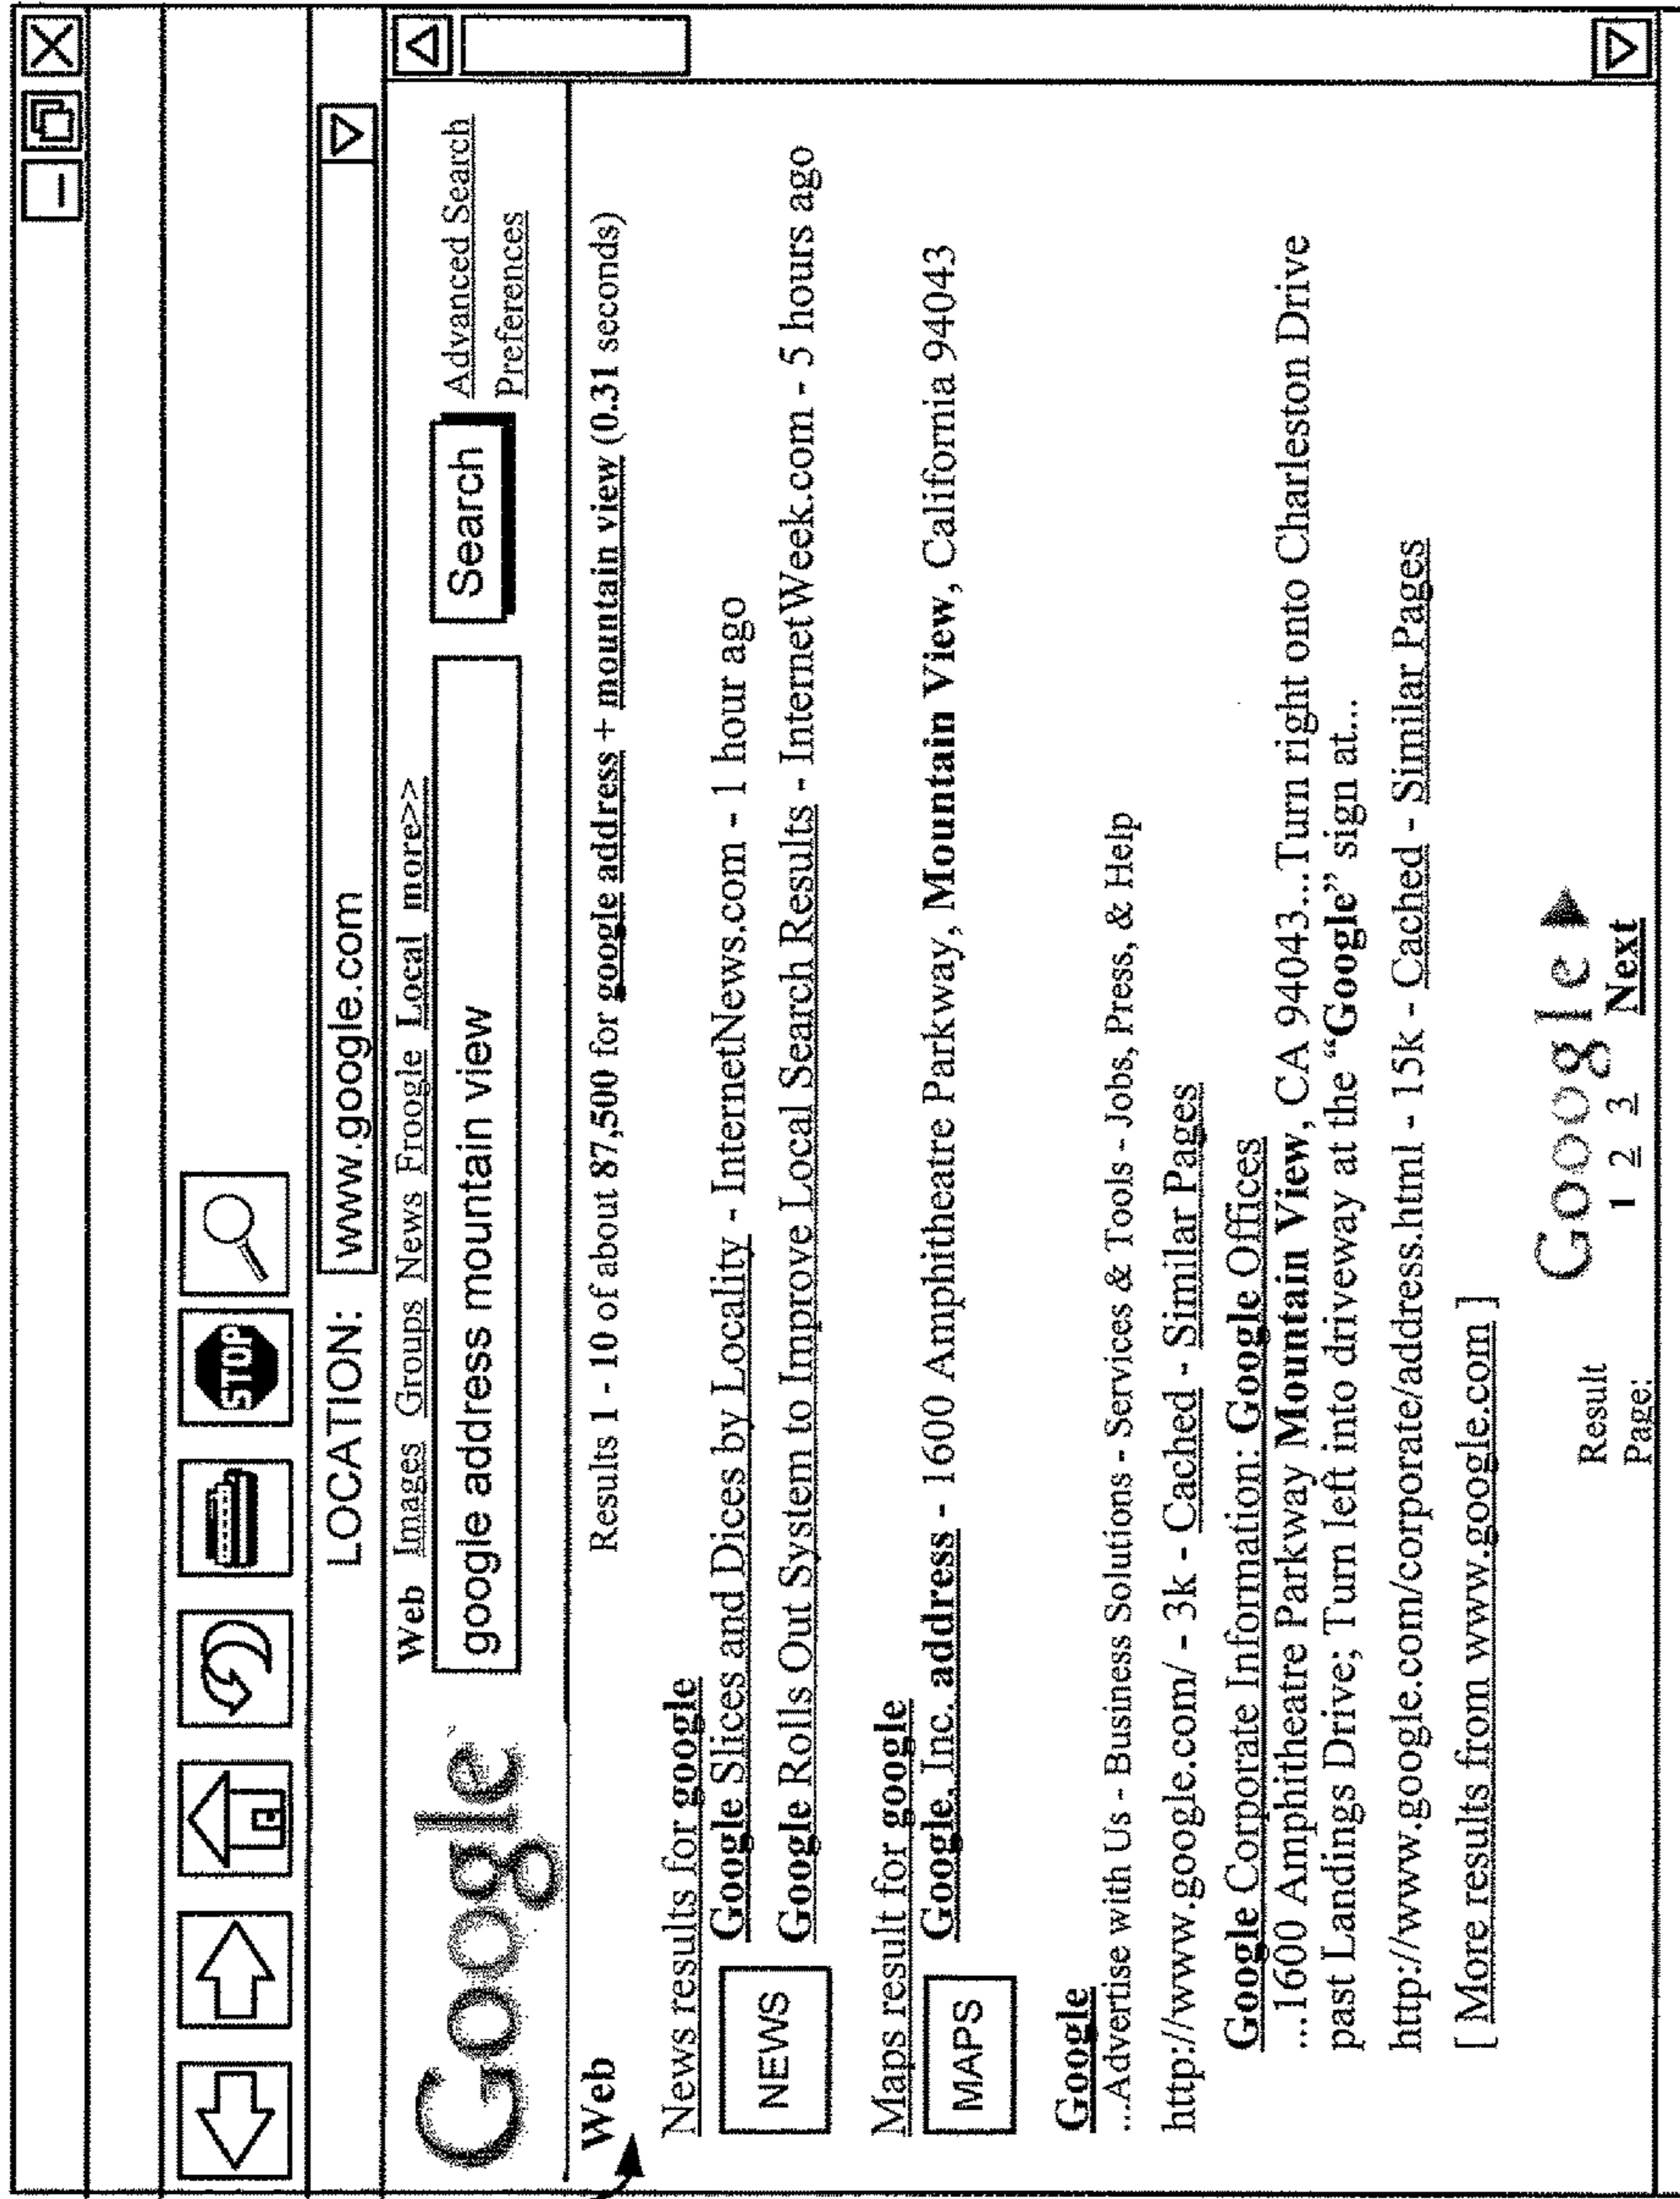 STOP
LOCATION: www.google.com
Web Images Groups News Froogle Local more>>
Google google address mountain view Search Advanced Search
Preferences
Web Results 1 - 10 of about 87,500 for google address + mountain view (0.31 seconds)
News results for google
NEWS Google Slices and Dices by Locality - InternetNews.com - 1 hour ago
Google Rolls Out System to Improve Local Search Results - InternetWeek.com - 5 hours ago
Maps result for google
MAPS Google, Inc. address - 1600 Amphitheatre Parkway, Mountain View, California 94043
Google
...Advertise with Us - Business Solutions - Services & Tools - Jobs, Press, & Help
http://www.google.com/ - 3k - Cached - Similar Pages
Google Corporate Information: Google Offices
...1600 Amphitheatre Parkway Mountain View, CA 94043...Turn right onto Charleston Drive
past Landings Drive; Turn left into driveway at the “Google” sign at...
http://www.google.com/corporate/address.html - 15k - Cached - Similar Pages
[ More results from www.google.com ]
Gooogle
Result
Page: 1 2 3 Next